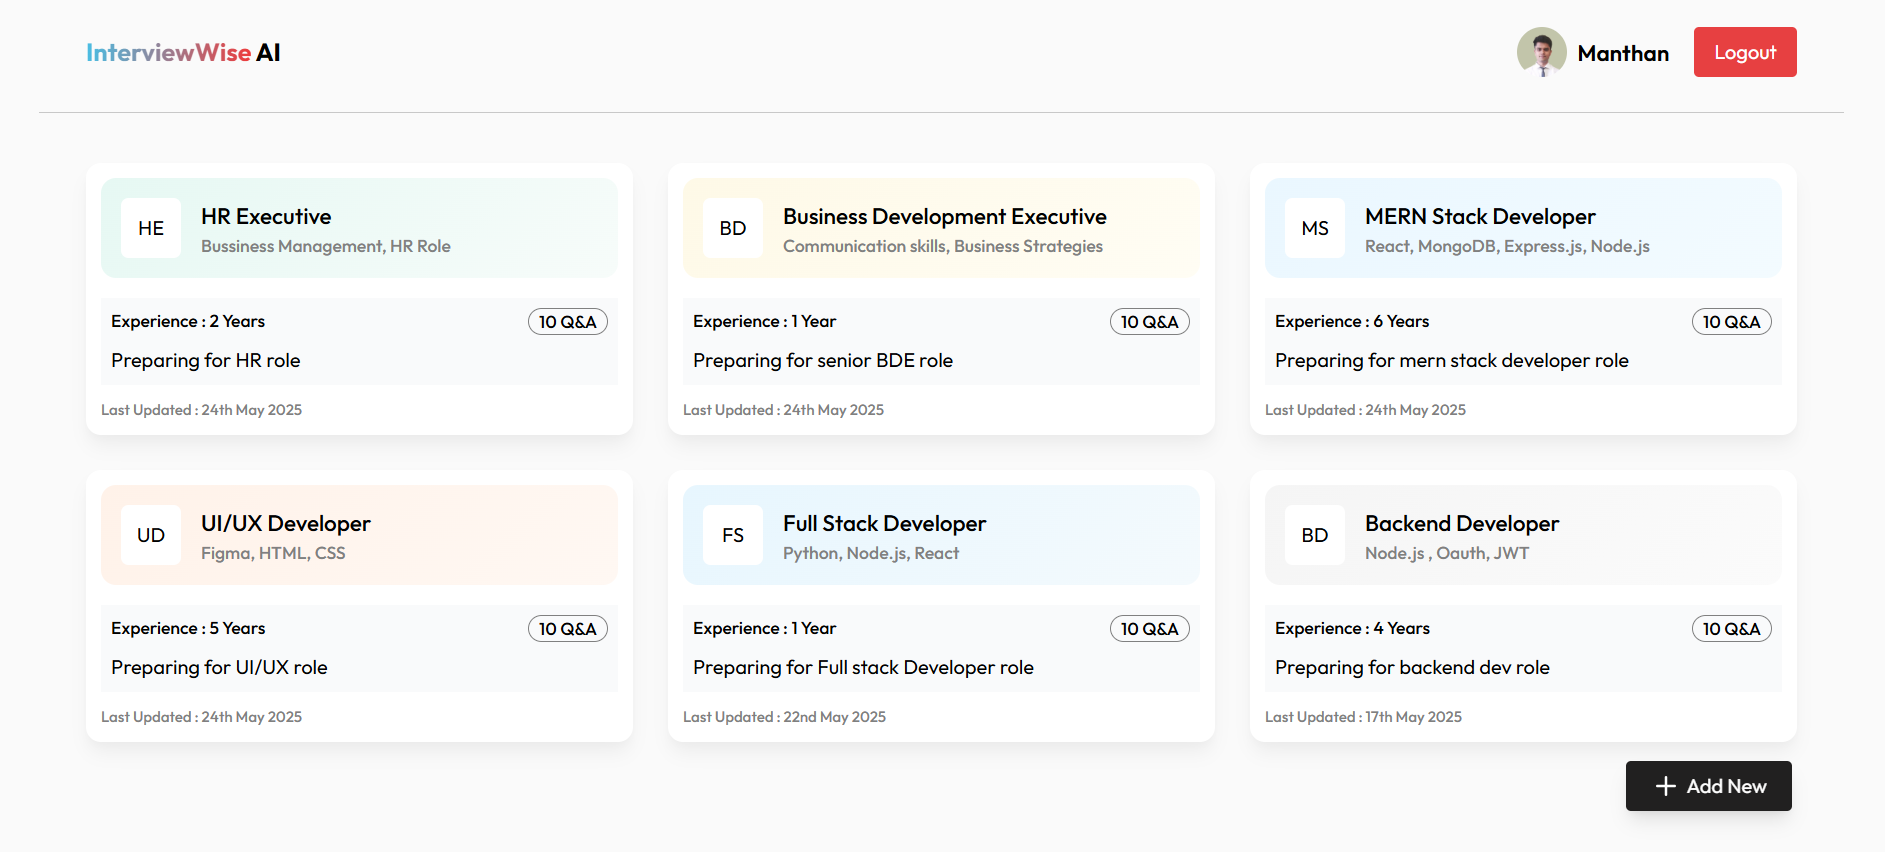 InterviewWise AI
Manthan
Logout
HE
HR Executive
Bussiness Management, HR Role
Experience : 2 Years
10 Q&A
Preparing for HR role
Last Updated : 24th May 2025
BD
Business Development Executive
Communication skills, Business Strategies
Experience : 1 Year
10 Q&A
Preparing for senior BDE role
Last Updated : 24th May 2025
MS
MERN Stack Developer
React, MongoDB, Express.js, Node.js
Experience : 6 Years
10 Q&A
Preparing for mern stack developer role
Last Updated : 24th May 2025
UD
UI/UX Developer
Figma, HTML, CSS
Experience : 5 Years
10 Q&A
Preparing for UI/UX role
Last Updated : 24th May 2025
FS
Full Stack Developer
Python, Node.js, React
Experience : 1 Year
10 Q&A
Preparing for Full stack Developer role
Last Updated : 22nd May 2025
BD
Backend Developer
Node.js , Oauth, JWT
Experience : 4 Years
10 Q&A
Preparing for backend dev role
Last Updated : 17th May 2025
+ Add New